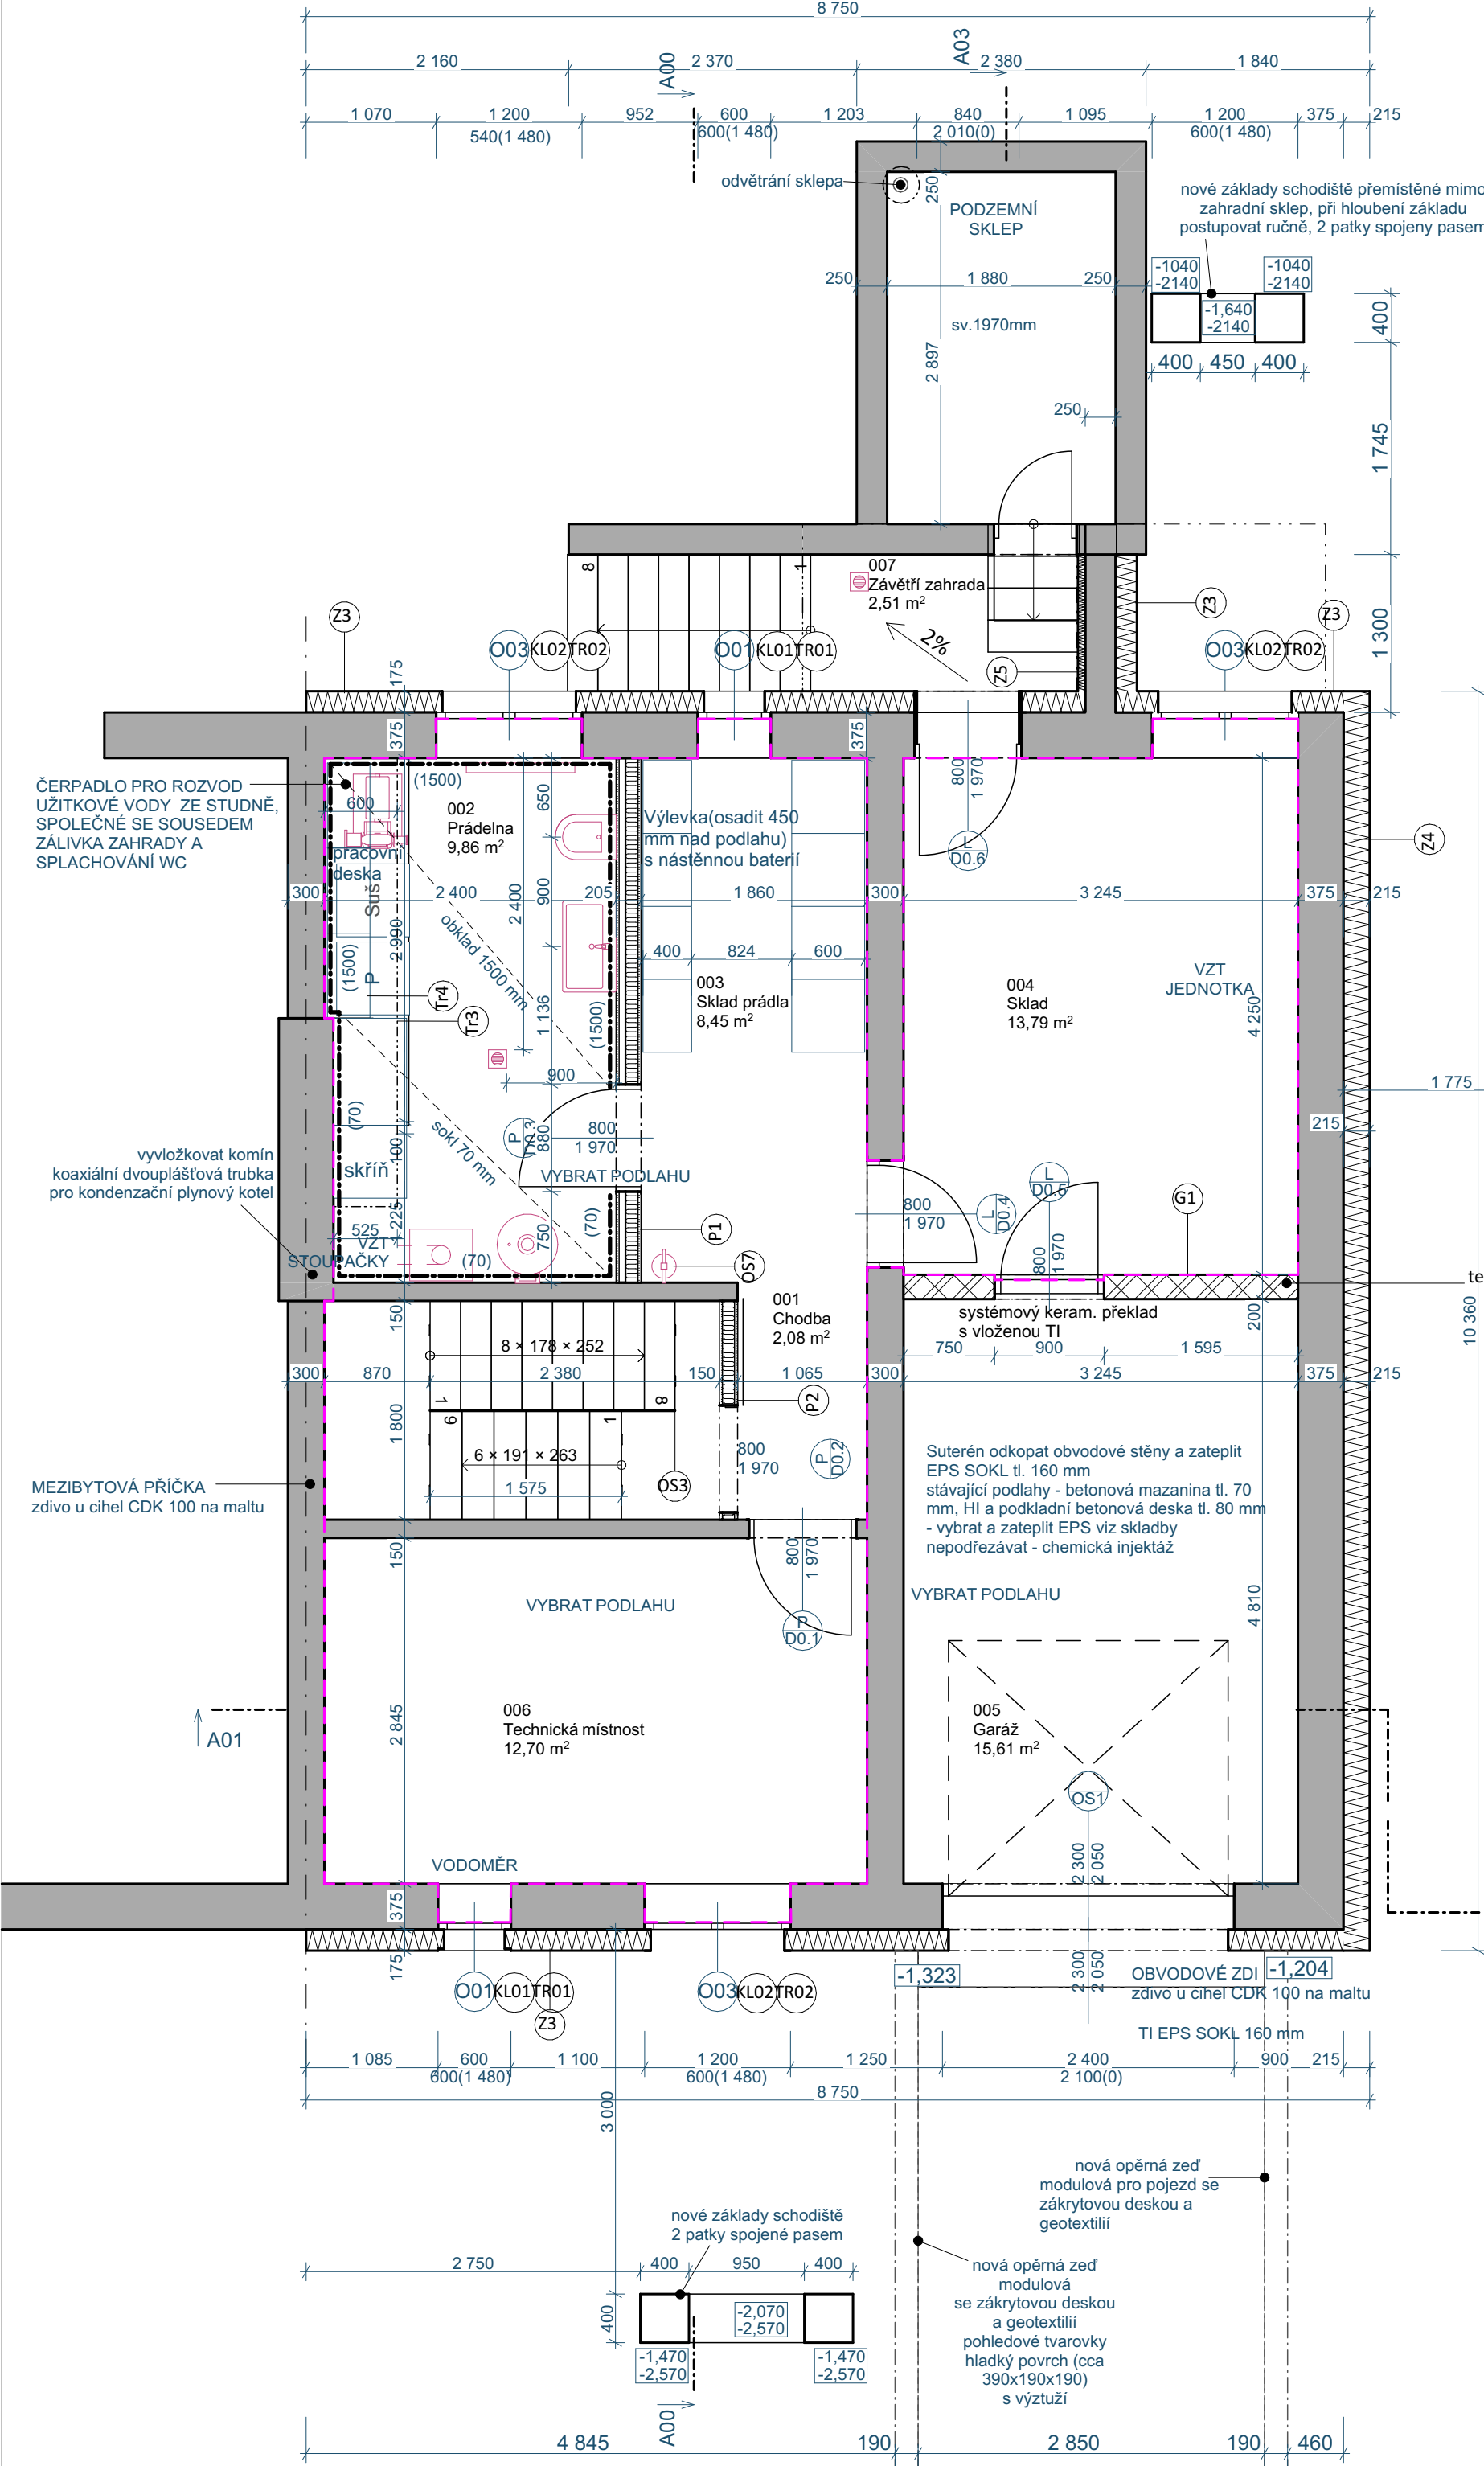 8 750
2 160
A00
2 370
A03
2 380
1 840
1 070
1 200
540(1 480)
952
600
600(1 480)
1 203
840
2 010(0)
1 095
1 200
600(1 480)
375
215
odvětrání sklepa
250
PODZEMNÍ
SKLEP
nové základy schodiště přemístěné mimo
zahradní sklep, při hloubení základu
postupovat ručně, 2 patky spojeny pasem
250
1 880
250
-1040
-2140
-1040
-2140
-1,640
-2140
sv.1970mm
400
2 897
400
450
400
250
1 745
8
1
007
Závětří zahrada
2,51 m²
2%
Z3
Z3
Z3
1 300
Z5
O03
KL02
TR02
O01
KL01
TR01
O03
KL02
TR02
175
375
375
ČERPADLO PRO ROZVOD
UŽITKOVÉ VODY ZE STUDNĚ,
SPOLEČNÉ SE SOUSEDEM
ZÁLIVKA ZAHRADY A
SPLACHOVÁNÍ WC
(1500)
600
002
Prádelna
9,86 m²
650
Výlevka(osadit 450
mm nad podlahu)
s nástěnnou baterií
800
1 970
L
D0.6
Z4
pracovní
deska
Suš
300
2 400
205
1 860
300
3 245
375
215
2 400
900
obklad 1500 mm
2 990
(1500)
P
400
824
600
003
Sklad prádla
8,45 m²
004
Sklad
13,79 m²
VZT
JEDNOTKA
4 250
Tr4
Tr3
1 136
(1500)
900
1 775
215
(70)
sokl 70 mm
P
D0.3
880
800
1 970
VYBRAT PODLAHU
vyvložkovat komín
koaxiální dvouplášťová trubka
pro kondenzační plynový kotel
skříň
100
225
525
VZT
STOUPAČKY
(70)
750
(70)
P1
OS7
800
1 970
L
D0.4
L
D0.5
800
1 970
G1
te
001
Chodba
2,08 m²
systémový keram. překlad
s vloženou TI
200
150
8 × 178 × 252
750
900
1 595
10 360
300
870
2 380
150
1 065
300
3 245
375
215
1
8
9
1
P2
1 800
6 × 191 × 263
1 575
OS3
800
1 970
P
D0.2
MEZIBYTOVÁ PŘÍČKA
zdivo u cihel CDK 100 na maltu
Suterén odkopat obvodové stěny a zateplit
EPS SOKL tl. 160 mm
stávající podlahy - betonová mazanina tl. 70
mm, HI a podkladní betonová deska tl. 80 mm
- vybrat a zateplit EPS viz skladby
nepodřezávat - chemická injektáž
150
800
1 970
P
D0.1
VYBRAT PODLAHU
VYBRAT PODLAHU
4 810
A01
2 845
006
Technická místnost
12,70 m²
005
Garáž
15,61 m²
OS1
VODOMĚR
2 300
2 050
375
175
O01
KL01
TR01
Z3
O03
KL02
TR02
-1,323
2 300
2 050
OBVODOVÉ ZDI
-1,204
zdivo u cihel CDK 100 na maltu
TI EPS SOKL 160 mm
1 085
600
600(1 480)
1 100
1 200
600(1 480)
1 250
2 400
2 100(0)
900
215
8 750
3 000
nová opěrná zeď
modulová pro pojezd se
zákrytovou deskou a
geotextilií
nové základy schodiště
2 patky spojené pasem
2 750
400
950
400
nová opěrná zeď
modulová
se zákrytovou deskou
a geotextilií
pohledové tvarovky
hladký povrch (cca
390x190x190)
s výztuží
400
-2,070
-2,570
-1,470
-2,570
-1,470
-2,570
A00
4 845
190
2 850
190
460